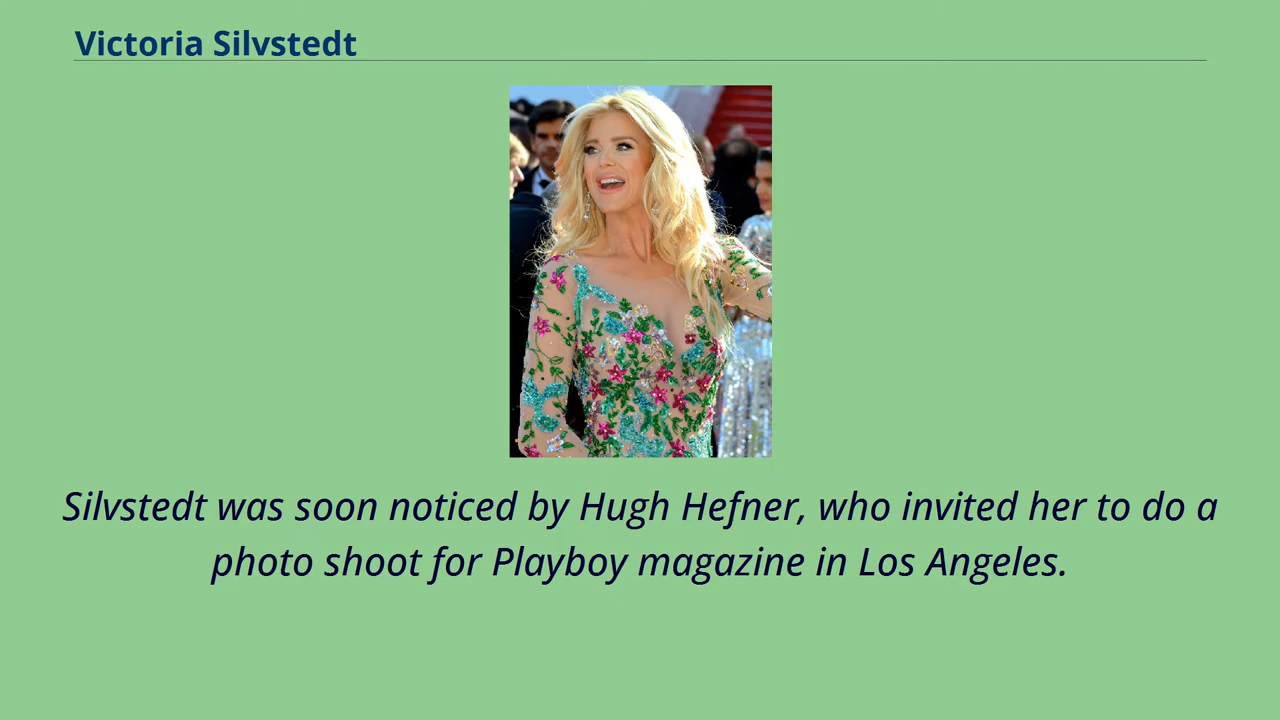 Victoria Silvstedt
Silvstedt was soon noticed by Hugh Hefner, who invited her to do a
photo shoot for Playboy magazine in Los Angeles.